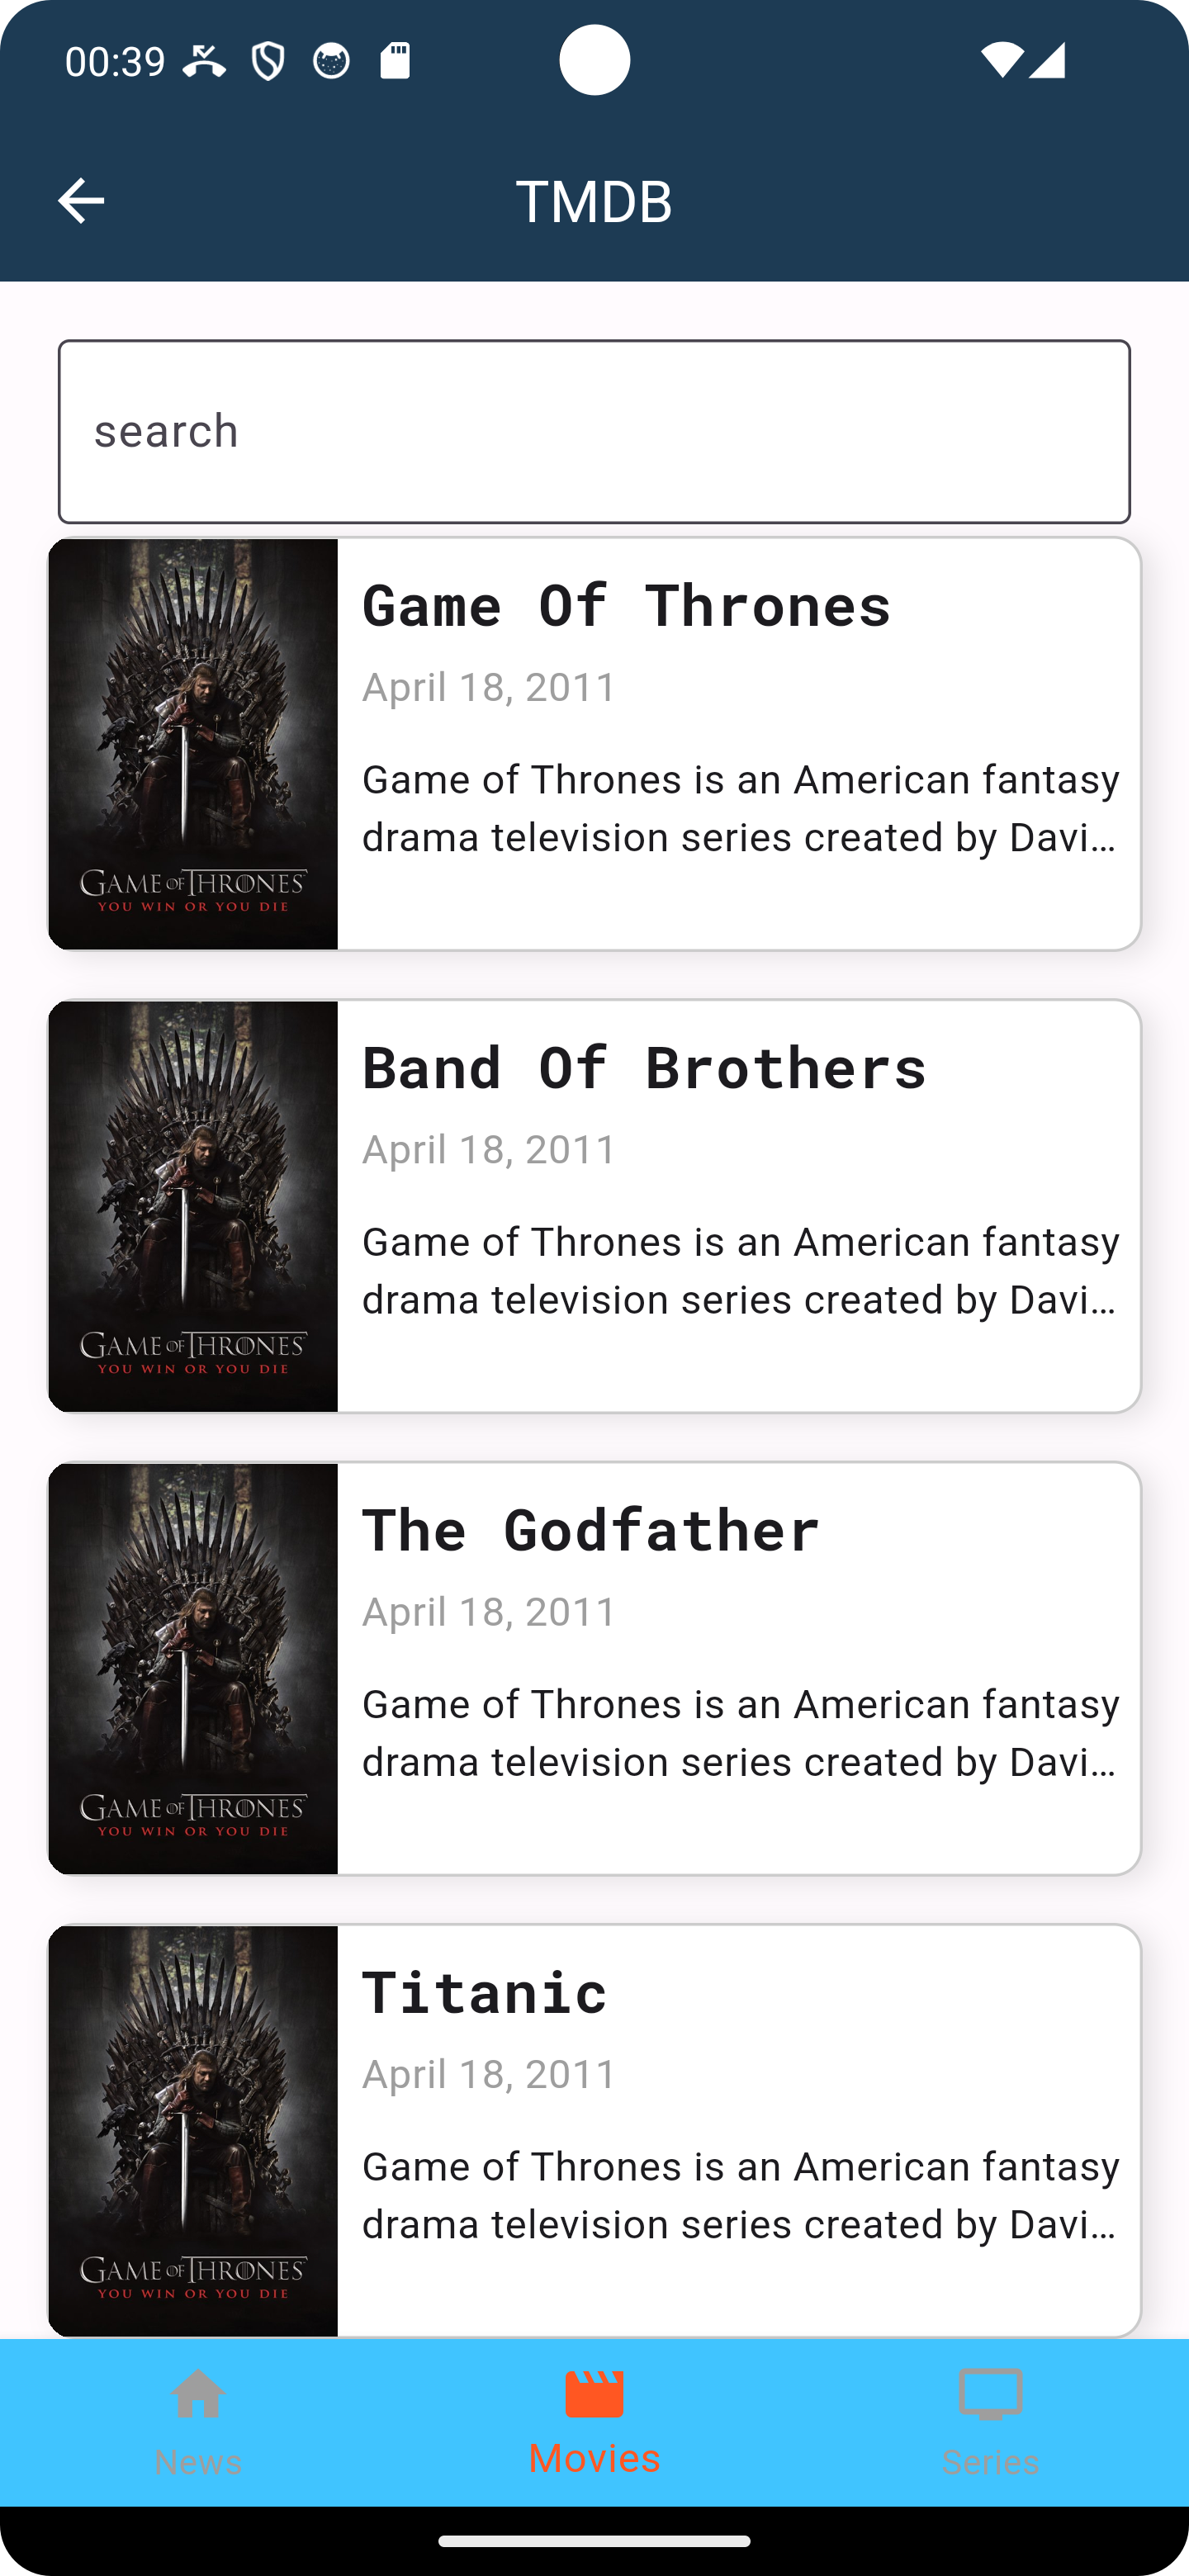 00:39
TMDB
search
Game Of Thrones
April 18, 2011
Game of Thrones is an American fantasy
drama television series created by Davi…
GAME OF THRONES
YOU WIN OR YOU DIE
Band Of Brothers
April 18, 2011
Game of Thrones is an American fantasy
drama television series created by Davi…
GAME OF THRONES
YOU WIN OR YOU DIE
The Godfather
April 18, 2011
Game of Thrones is an American fantasy
drama television series created by Davi…
GAME OF THRONES
YOU WIN OR YOU DIE
Titanic
April 18, 2011
Game of Thrones is an American fantasy
drama television series created by Davi…
GAME OF THRONES
YOU WIN OR YOU DIE
News
Movies
Series